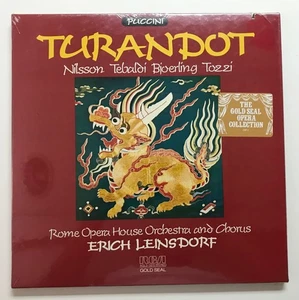 PUCCINI
TURANDOT
Nilsson Tebaldi Bjoerling Tozzi
THE
GOLD SEAL
OPERA
COLLECTION
Rome Opera House Orchestra and Chorus
ERICH LEINSDORF
RCA
GOLD SEAL